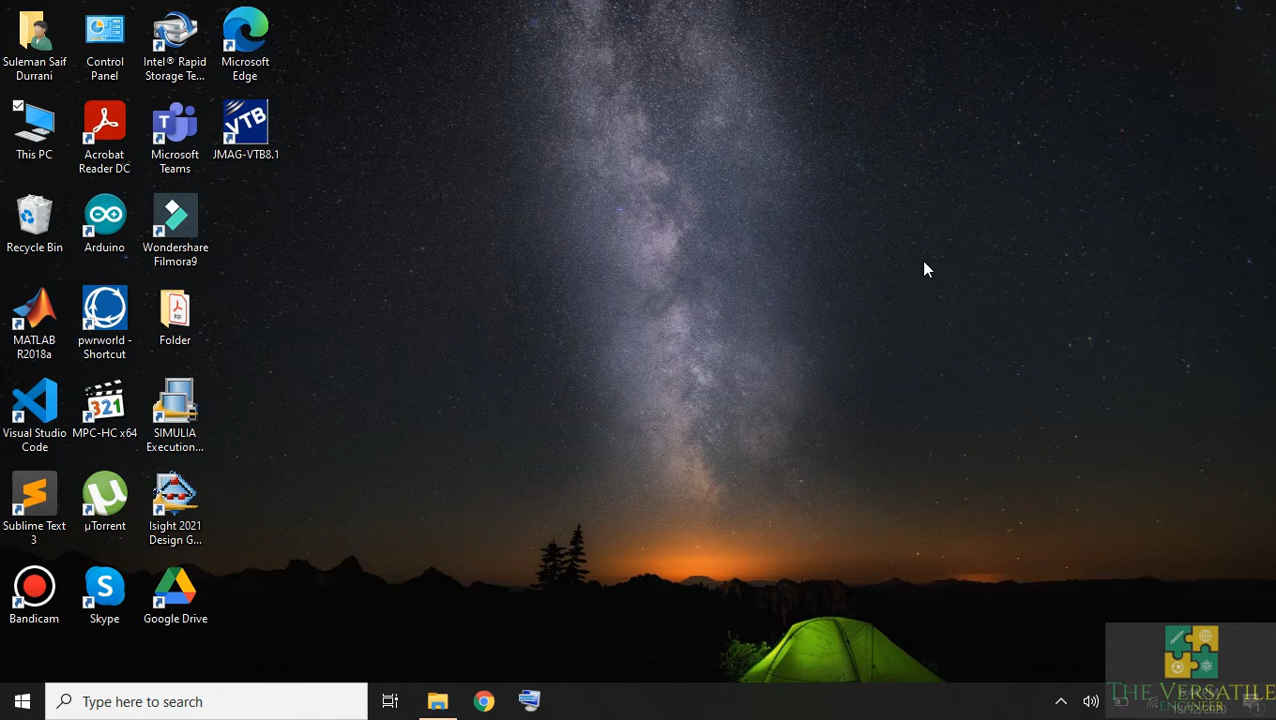 Suleman Saif
Durrani
Control
Panel
Intel® Rapid
Storage Te...
Microsoft
Edge
This PC
Acrobat
Reader DC
T
Microsoft
Teams
VTB
JMAG-VTB8.1
Recycle Bin
Arduino
Wondershare
Filmora9
MATLAB
R2018a
pwrworld -
Shortcut
PDF
Folder
Visual Studio
Code
321
MPC-HC x64
SIMULIA
Execution...
Sublime Text
3
µ
µTorrent
Isight 2021
Design G...
Bandicam
S
Skype
Google Drive
Type here to search
THE VERSATILE
ENGINEER